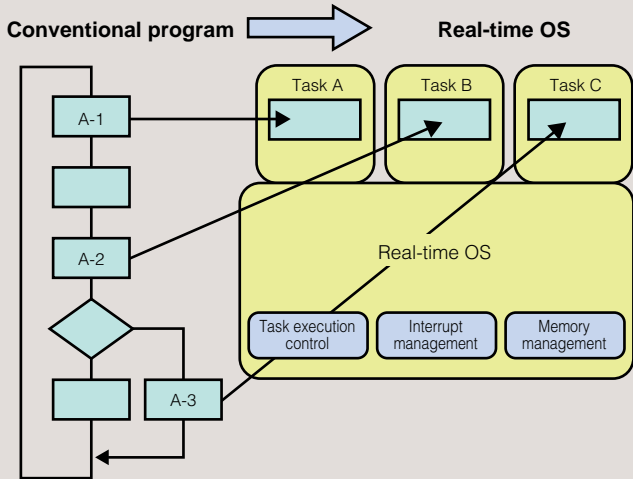 Conventional program
Real-time OS
Task A
Task B
Task C
A-1
A-2
Real-time OS
Task execution
control
Interrupt
management
Memory
management
A-3